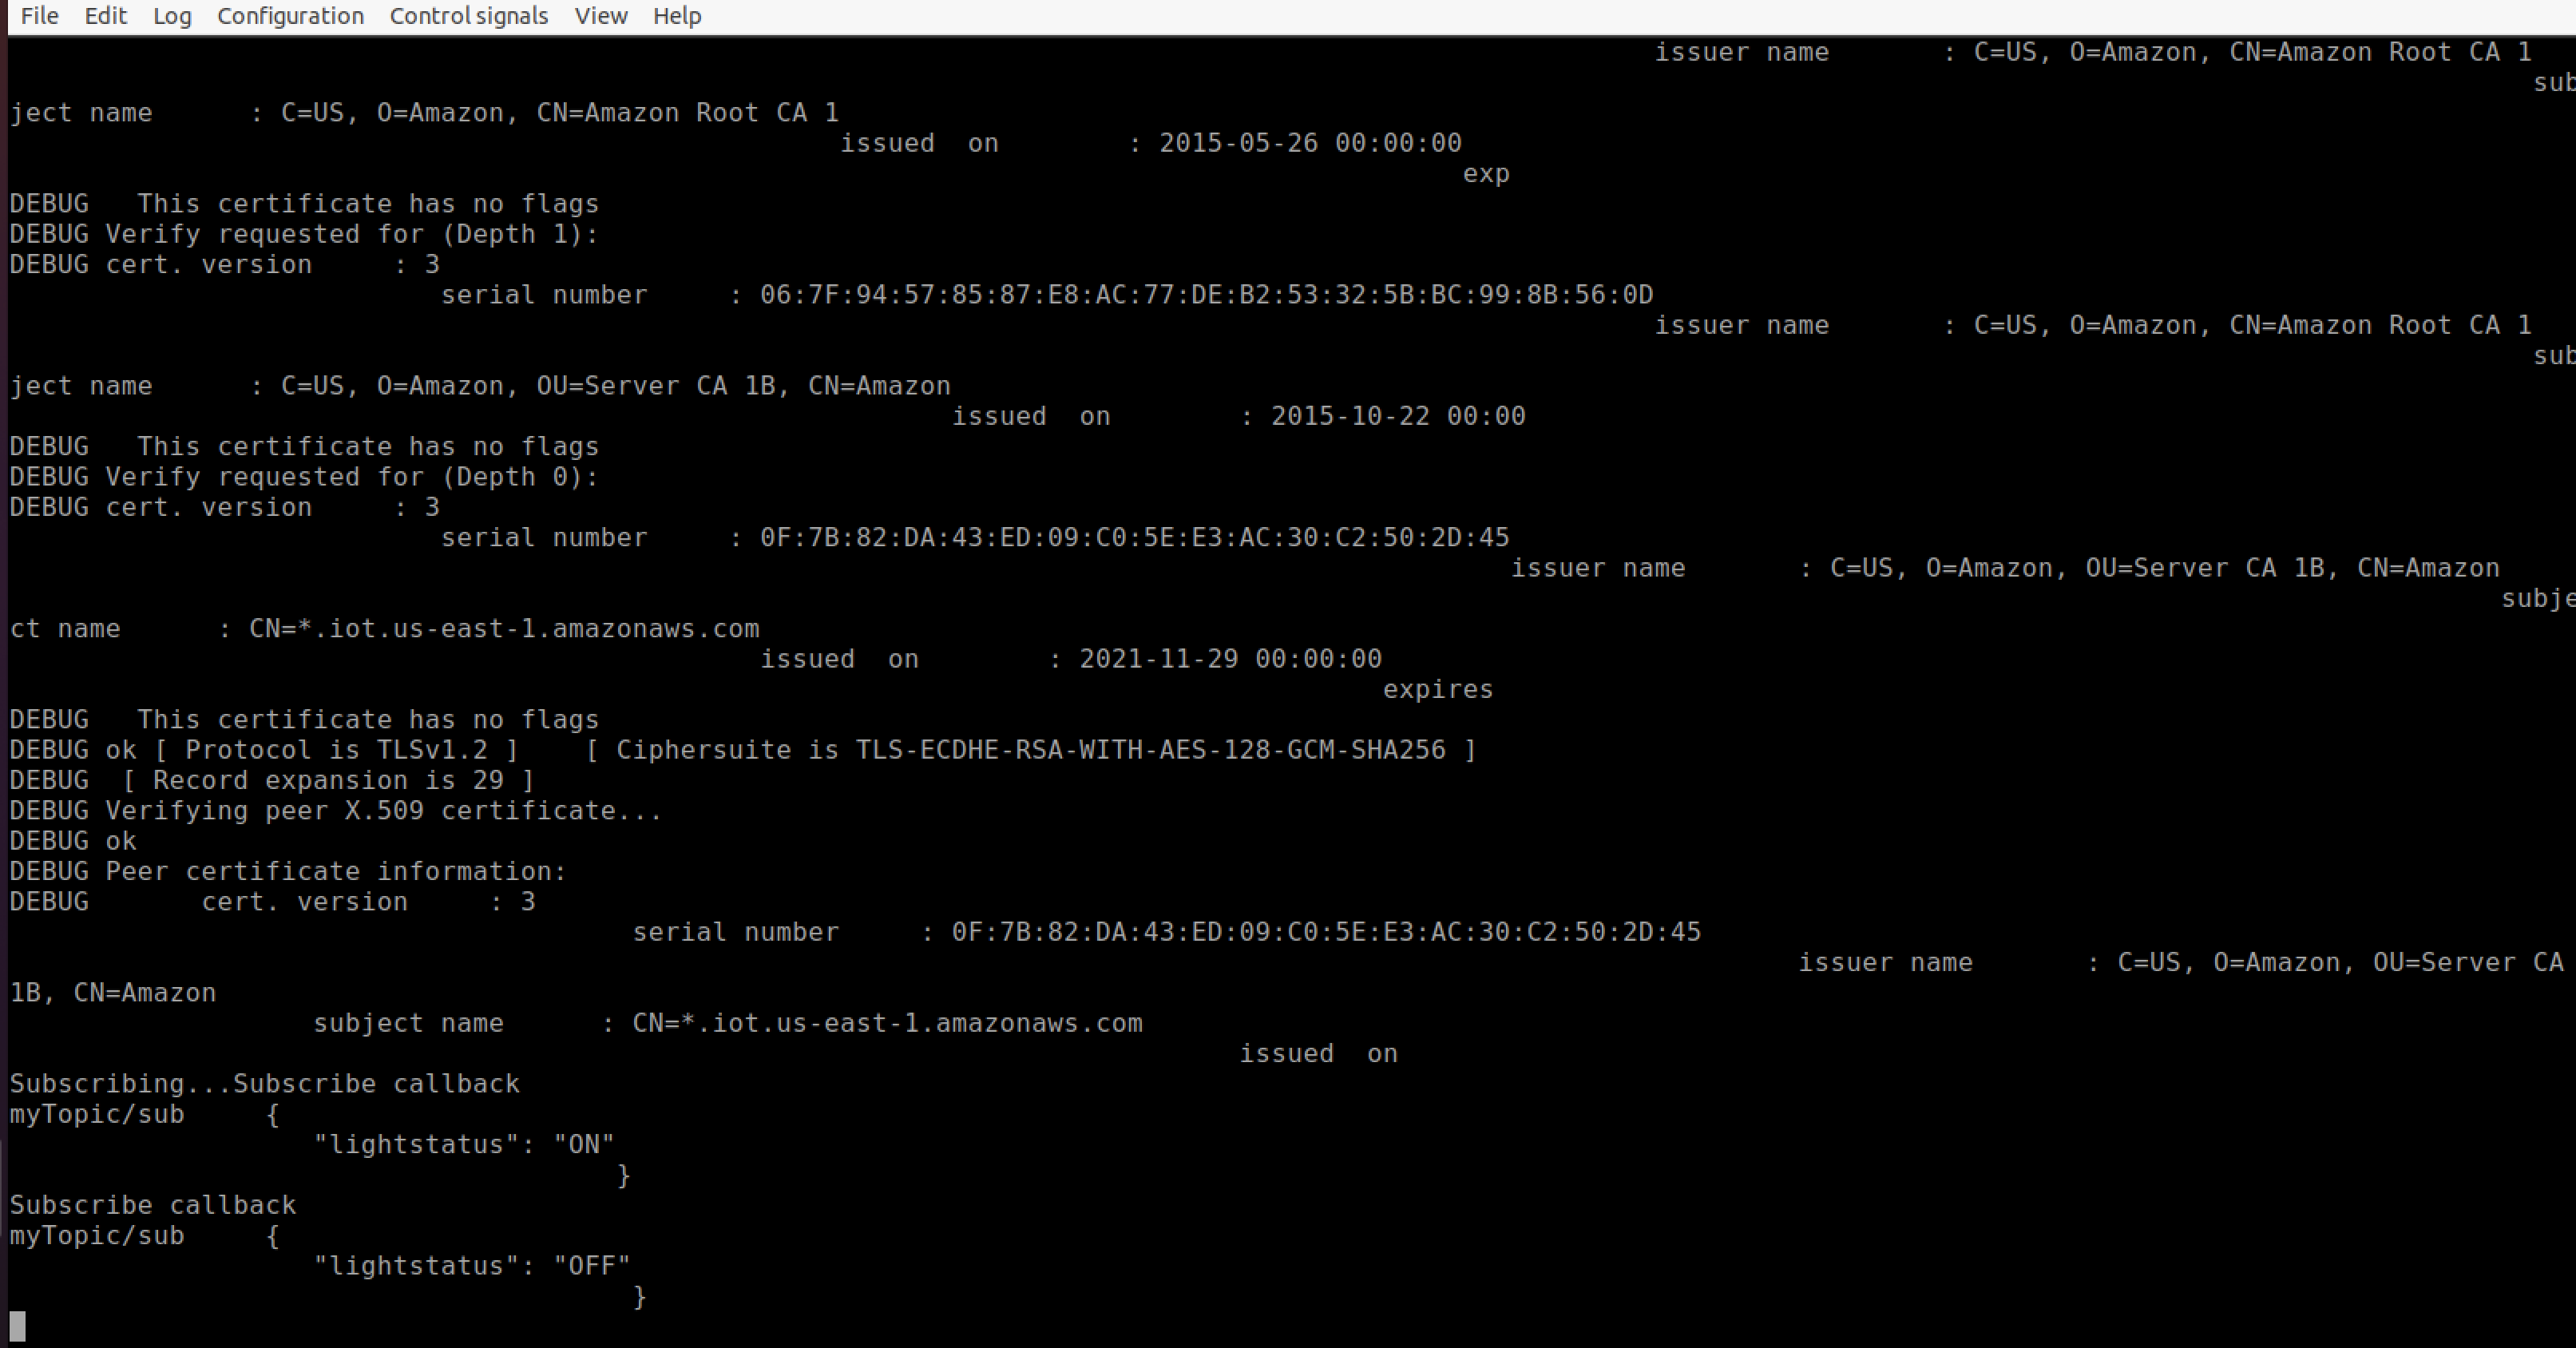 File Edit Log Configuration Control signals View Help
issuer name       : C=US, O=Amazon, CN=Amazon Root CA 1
sub
ject name      : C=US, O=Amazon, CN=Amazon Root CA 1
issued  on        : 2015-05-26 00:00:00
exp
DEBUG   This certificate has no flags
DEBUG Verify requested for (Depth 1):
DEBUG cert. version     : 3
serial number     : 06:7F:94:57:85:87:E8:AC:77:DE:B2:53:32:5B:BC:99:8B:56:0D
issuer name       : C=US, O=Amazon, CN=Amazon Root CA 1
sub
ject name      : C=US, O=Amazon, OU=Server CA 1B, CN=Amazon
issued  on        : 2015-10-22 00:00
DEBUG   This certificate has no flags
DEBUG Verify requested for (Depth 0):
DEBUG cert. version     : 3
serial number     : 0F:7B:82:DA:43:ED:09:C0:5E:E3:AC:30:C2:50:2D:45
issuer name       : C=US, O=Amazon, OU=Server CA 1B, CN=Amazon
subje
ct name      : CN=*.iot.us-east-1.amazonaws.com
issued  on        : 2021-11-29 00:00:00
expires
DEBUG   This certificate has no flags
DEBUG ok [ Protocol is TLSv1.2 ]    [ Ciphersuite is TLS-ECDHE-RSA-WITH-AES-128-GCM-SHA256 ]
DEBUG  [ Record expansion is 29 ]
DEBUG Verifying peer X.509 certificate...
DEBUG ok
DEBUG Peer certificate information:
DEBUG       cert. version     : 3
serial number     : 0F:7B:82:DA:43:ED:09:C0:5E:E3:AC:30:C2:50:2D:45
issuer name       : C=US, O=Amazon, OU=Server CA
1B, CN=Amazon
subject name      : CN=*.iot.us-east-1.amazonaws.com
issued  on
Subscribing...Subscribe callback
myTopic/sub     {
"lightstatus": "ON"
}
Subscribe callback
myTopic/sub     {
"lightstatus": "OFF"
}